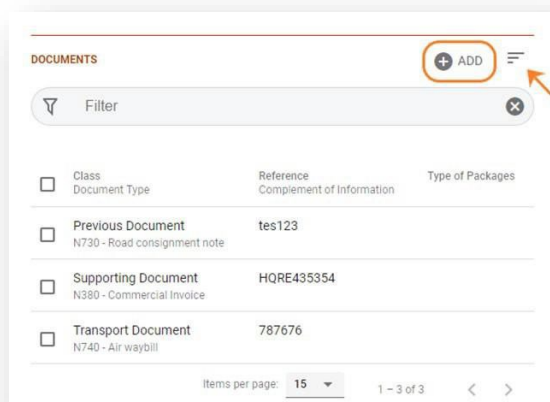 DOCUMENTS
ADD
Filter
Class Reference Type of Packages
Document Type Complement of Information
Previous Document tes123
N730 - Road consignment note
Supporting Document HQRE435354
N380 - Commercial Invoice
Transport Document 787676
N740 - Air waybill
Items per page: 15 1 – 3 of 3